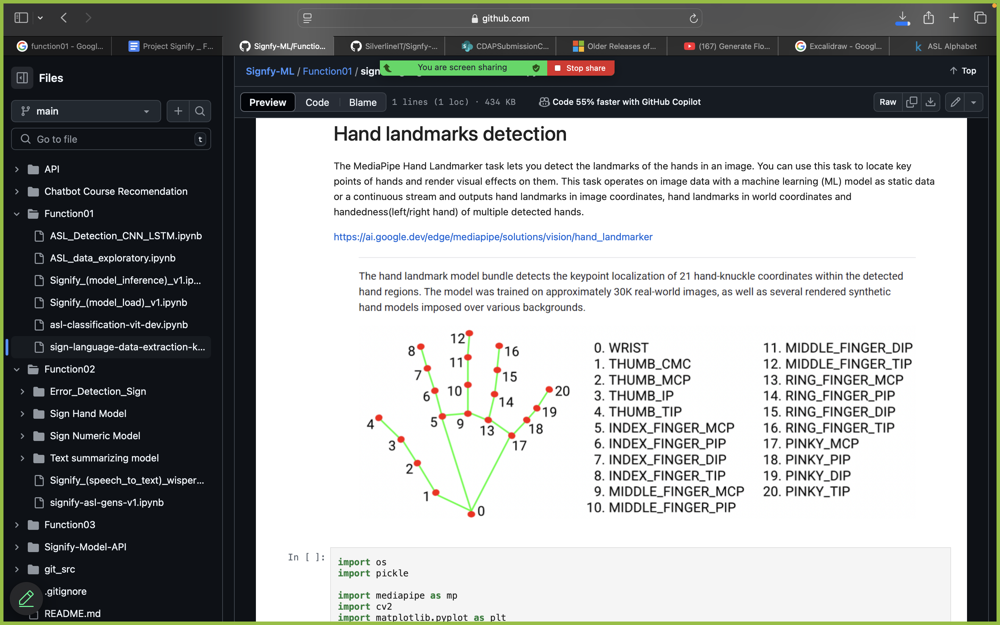 github.com
function01 - Googl...
Project Signify _ F...
Signfy-ML/Functio...
SilverlineIT/Signfy-...
CDAPSubmissionC...
Older Releases of...
(167) Generate Flo...
Excalidraw - Googl...
ASL Alphabet
Files
main
Go to file
t
API
Chatbot Course Recomendation
Function01
ASL_Detection_CNN_LSTM.ipynb
ASL_data_exploratory.ipynb
Signify_(model_inference)_v1.ip...
Signify_(model_load)_v1.ipynb
asl-classification-vit-dev.ipynb
sign-language-data-extraction-k...
Function02
Error_Detection_Sign
Sign Hand Model
Sign Numeric Model
Text summarizing model
Signify_(speech_to_text)_wisper...
signify-asl-gens-v1.ipynb
Function03
Signify-Model-API
git_src
.gitignore
README.md
Signfy-ML / Function01 / sign
You are screen sharing
Stop share
Top
Preview Code Blame 1 lines (1 loc) · 434 KB Code 55% faster with GitHub Copilot Raw
Hand landmarks detection
The MediaPipe Hand Landmarker task lets you detect the landmarks of the hands in an image. You can use this task to locate key
points of hands and render visual effects on them. This task operates on image data with a machine learning (ML) model as static data
or a continuous stream and outputs hand landmarks in image coordinates, hand landmarks in world coordinates and
handedness(left/right hand) of multiple detected hands.
https://ai.google.dev/edge/mediapipe/solutions/vision/hand_landmarker
The hand landmark model bundle detects the keypoint localization of 21 hand-knuckle coordinates within the detected
hand regions. The model was trained on approximately 30K real-world images, as well as several rendered synthetic
hand models imposed over various backgrounds.
12
8
16
11
7
15
10
6
20
14
19
4
5
9
13
18
3
17
2
1
0
0. WRIST
1. THUMB_CMC
2. THUMB_MCP
3. THUMB_IP
4. THUMB_TIP
5. INDEX_FINGER_MCP
6. INDEX_FINGER_PIP
7. INDEX_FINGER_DIP
8. INDEX_FINGER_TIP
9. MIDDLE_FINGER_MCP
10. MIDDLE_FINGER_PIP
11. MIDDLE_FINGER_DIP
12. MIDDLE_FINGER_TIP
13. RING_FINGER_MCP
14. RING_FINGER_PIP
15. RING_FINGER_DIP
16. RING_FINGER_TIP
17. PINKY_MCP
18. PINKY_PIP
19. PINKY_DIP
20. PINKY_TIP
In [ ]:
import os
import pickle
import mediapipe as mp
import cv2
import matplotlib.pyplot as plt